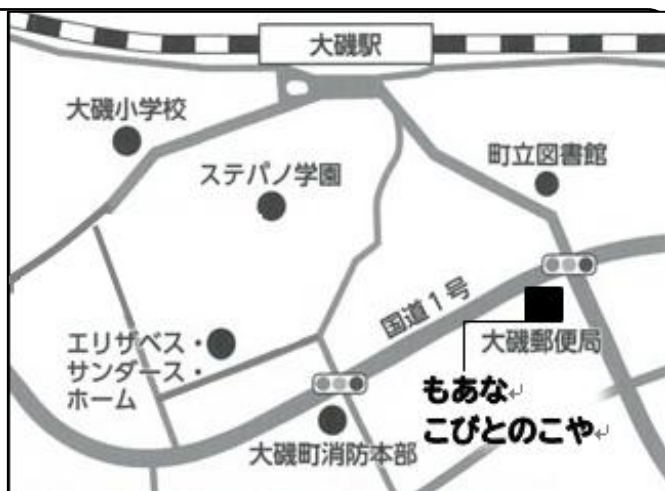 大磯駅
大磯小学校
ステパノ学園
町立図書館
国道1号
エリザベス・
サンダース・
ホーム
大磯郵便局
もあな
こびとのこや
大磯町消防本部